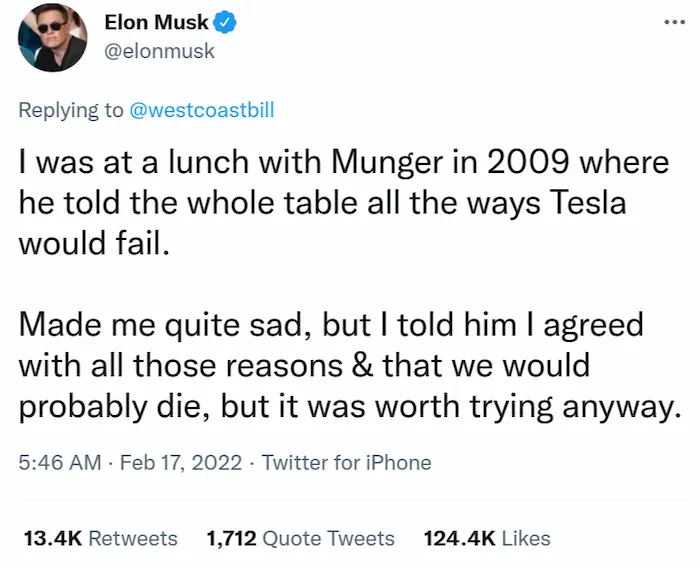 Elon Musk
@elonmusk
Replying to @westcoastbill
I was at a lunch with Munger in 2009 where
he told the whole table all the ways Tesla
would fail.
Made me quite sad, but I told him I agreed
with all those reasons & that we would
probably die, but it was worth trying anyway.
5:46 AM · Feb 17, 2022 · Twitter for iPhone
13.4K Retweets 1,712 Quote Tweets 124.4K Likes